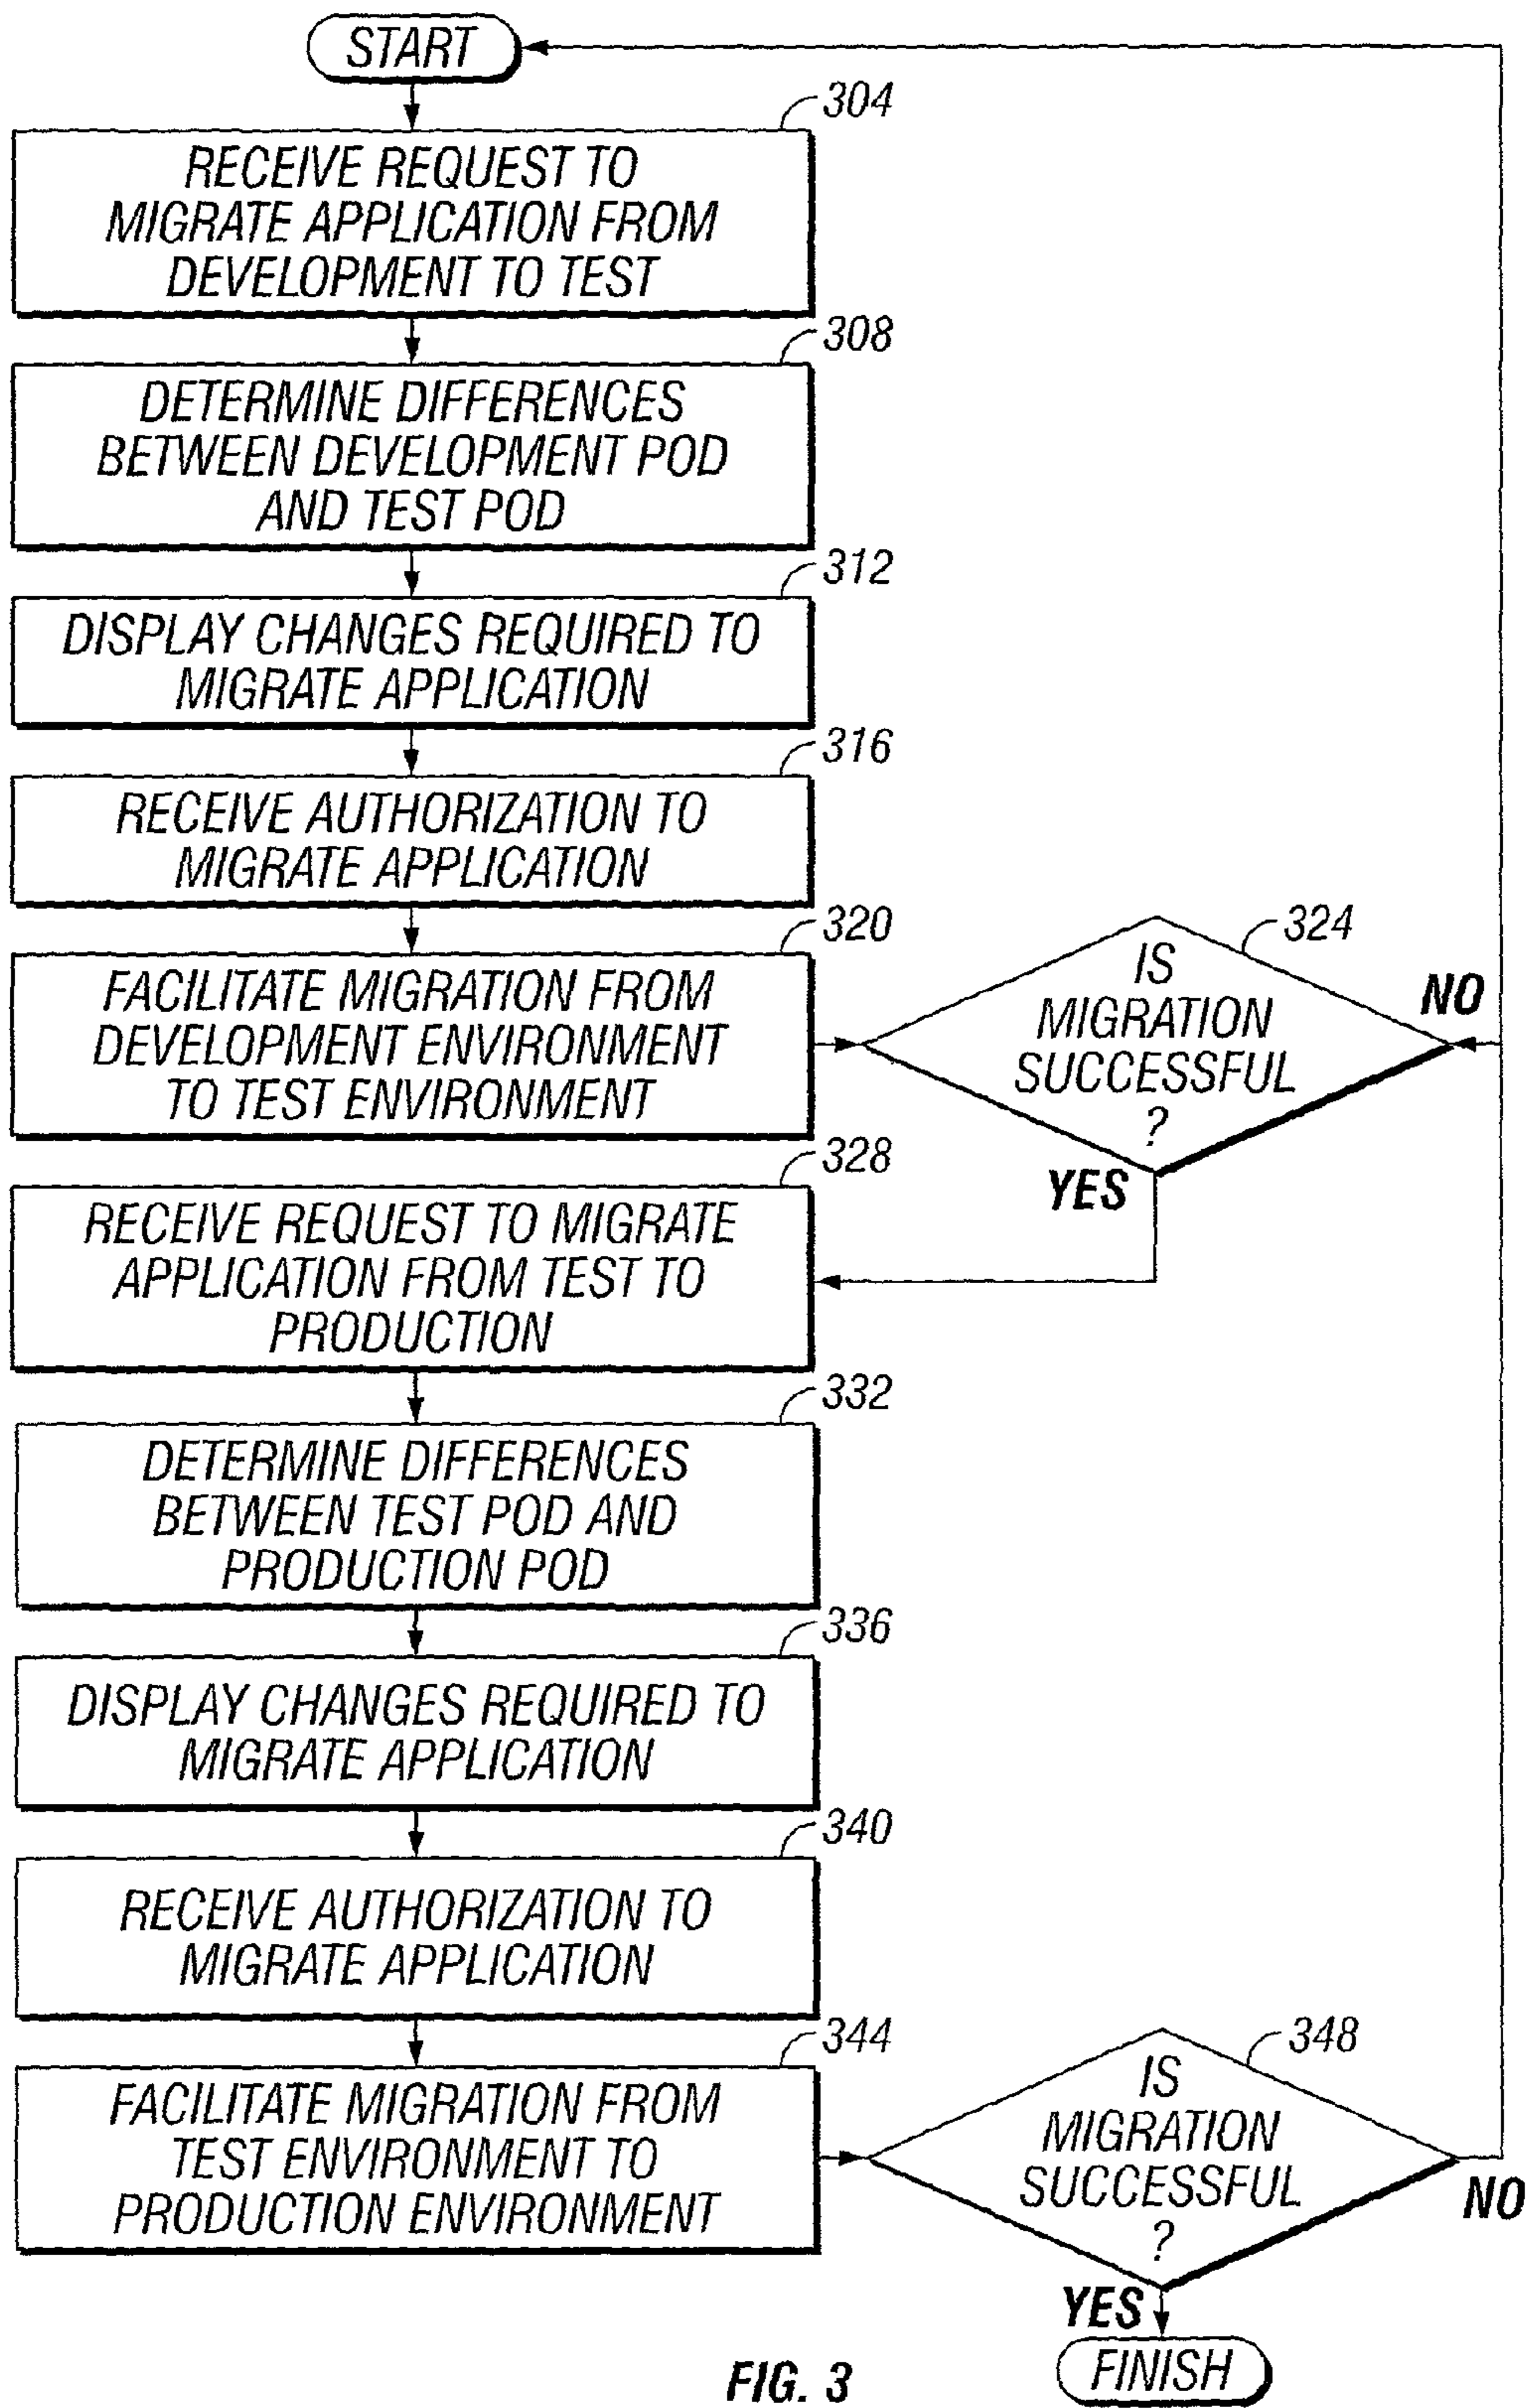 START
304
RECEIVE REQUEST TO
MIGRATE APPLICATION FROM
DEVELOPMENT TO TEST
308
DETERMINE DIFFERENCES
BETWEEN DEVELOPMENT POD
AND TEST POD
312
DISPLAY CHANGES REQUIRED TO
MIGRATE APPLICATION
316
RECEIVE AUTHORIZATION TO
MIGRATE APPLICATION
320
FACILITATE MIGRATION FROM
DEVELOPMENT ENVIRONMENT
TO TEST ENVIRONMENT
324
IS
MIGRATION
SUCCESSFUL
?
NO
YES
328
RECEIVE REQUEST TO MIGRATE
APPLICATION FROM TEST TO
PRODUCTION
332
DETERMINE DIFFERENCES
BETWEEN TEST POD AND
PRODUCTION POD
336
DISPLAY CHANGES REQUIRED TO
MIGRATE APPLICATION
340
RECEIVE AUTHORIZATION TO
MIGRATE APPLICATION
344
FACILITATE MIGRATION FROM
TEST ENVIRONMENT TO
PRODUCTION ENVIRONMENT
348
IS
MIGRATION
SUCCESSFUL
?
NO
YES
FINISH
FIG. 3